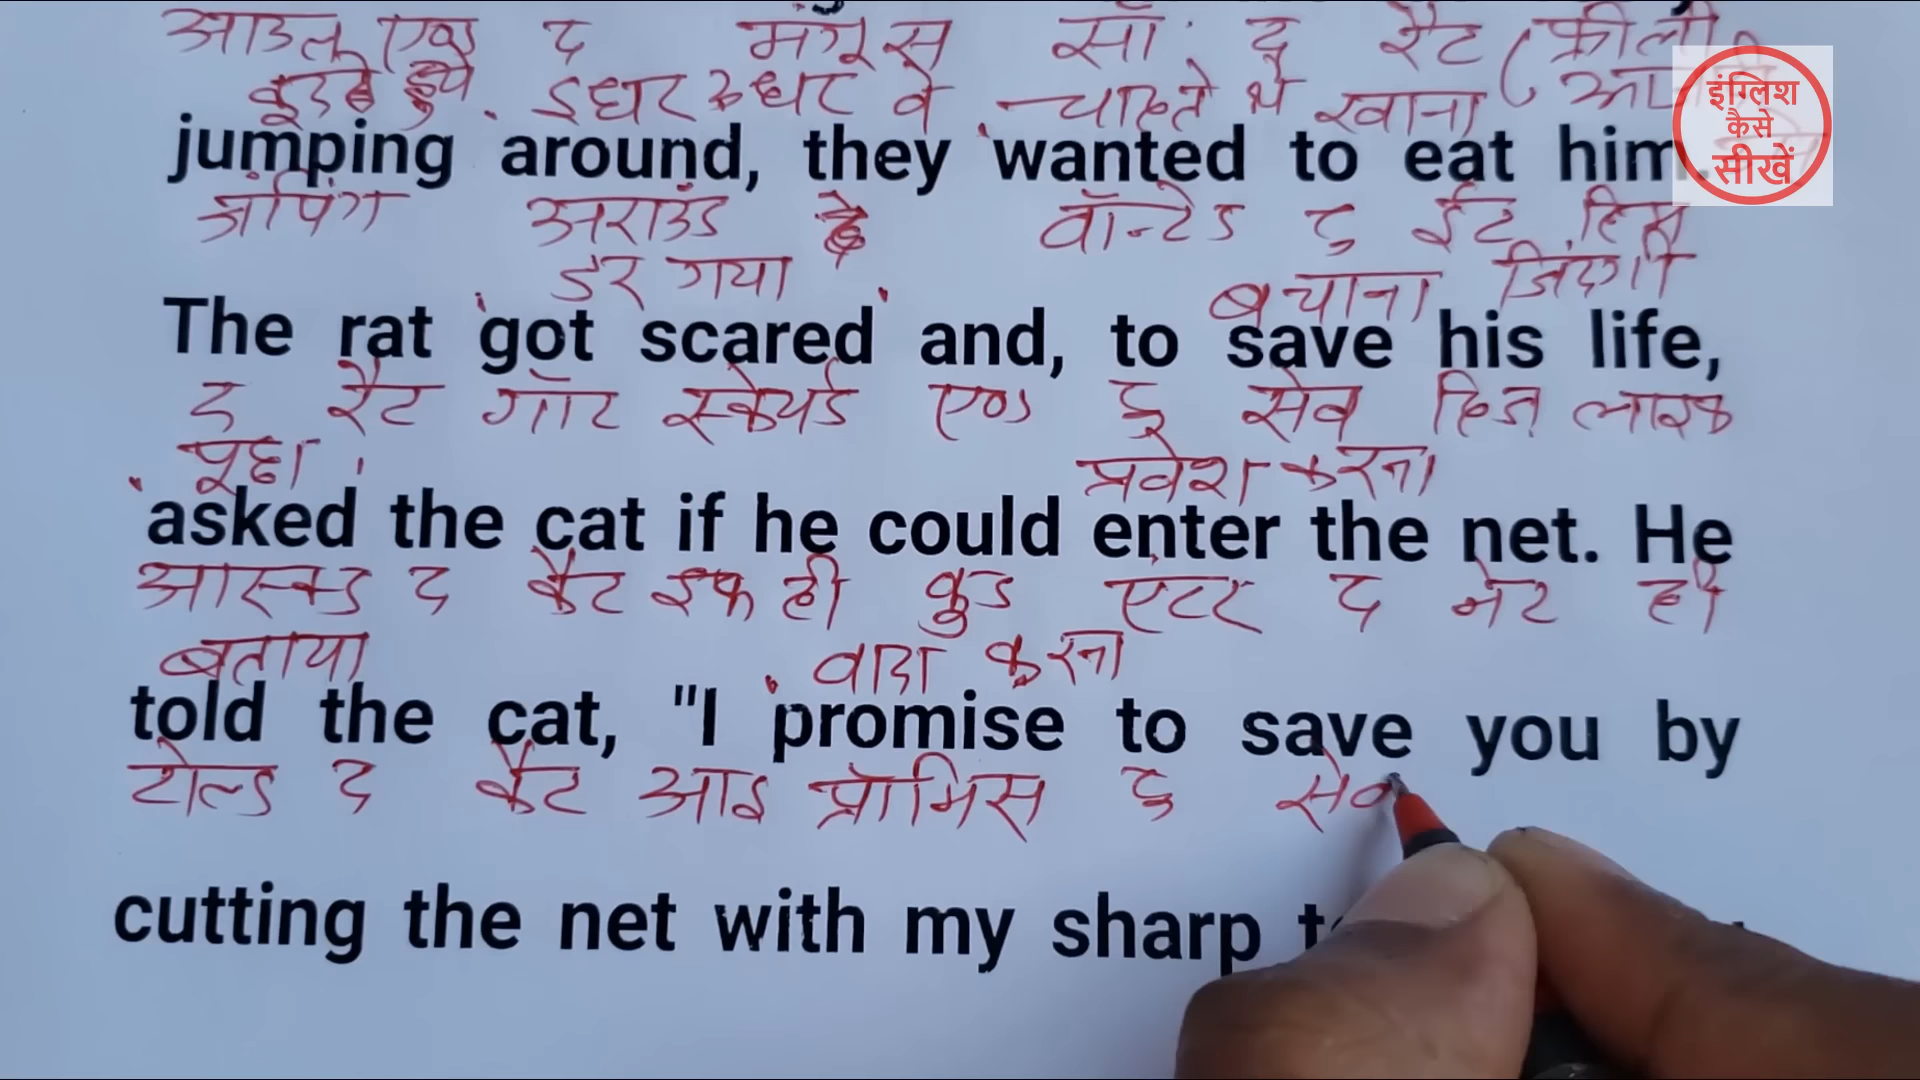 आउल एण्ड द मंगूस सॉ द रैट (फ्रीली
कूदते हुये इधर उधर वे चाहते थे खाना
jumping around, they wanted to eat him.
जंपिंग अराउंड दे वॉन्टेड टु ईट हिम
डर गया बचाना जिंदगी
The rat got scared and, to save his life,
द रैट गॉट स्केयर्ड एण्ड टु सेव हिज़ लाइफ
पूछा प्रवेश करना
asked the cat if he could enter the net. He
आस्क्ड द कैट इफ ही कुड एंटर द नेट ही
बताया वादा करना
told the cat, "I promise to save you by
टोल्ड द कैट आइ प्रॉमिस टु सेव
cutting the net with my sharp
इंग्लिश
कैसे
सीखें